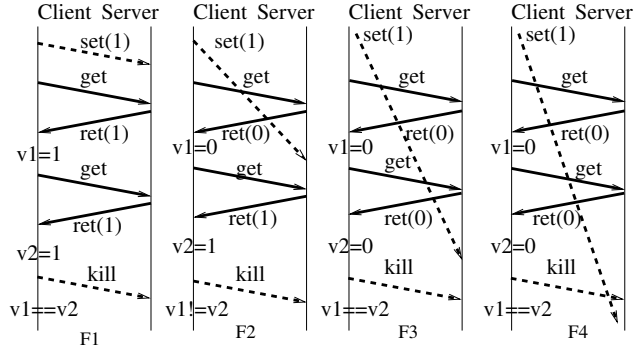 Client Server
set(1)
get
ret(1)
v1=1
get
ret(1)
v2=1
kill
v1==v2
F1
Client Server
set(1)
get
ret(0)
v1=0
get
ret(1)
v2=1
kill
v1!=v2
F2
Client Server
set(1)
get
ret(0)
v1=0
get
ret(0)
v2=0
kill
v1==v2
F3
Client Server
set(1)
get
ret(0)
v1=0
get
ret(0)
v2=0
kill
v1==v2
F4